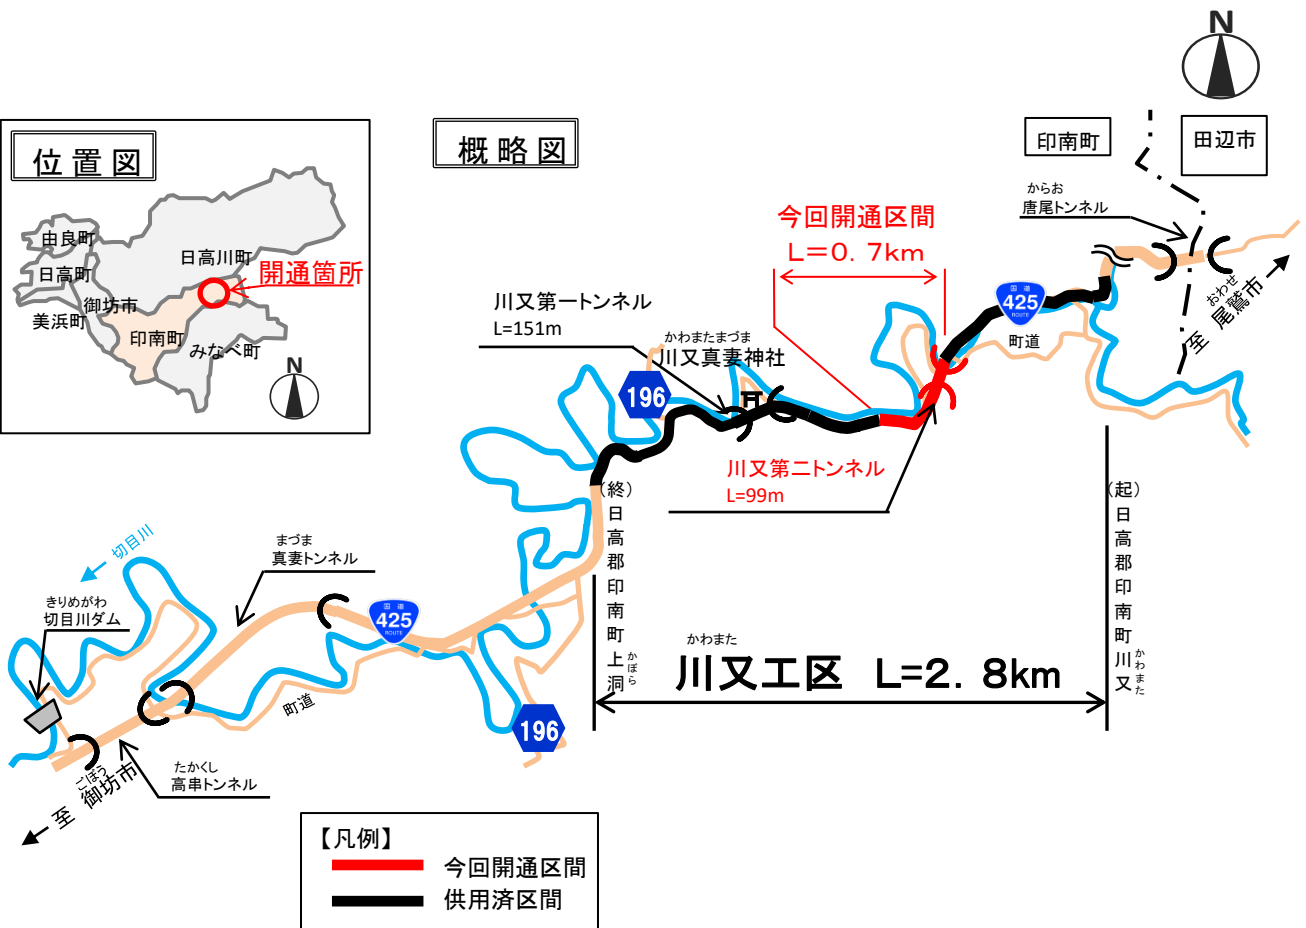 位置図
由良町
日高川町
日高町
開通箇所
御坊市
美浜町
印南町
みなべ町
N
概略図
N
印南町
田辺市
からお
唐尾トンネル
今回開通区間
L=0.7km
川又第一トンネル
L=151m
かわまたまづま
川又真妻神社
国道
425
ROUTE
町道
おわせ
至 尾鷲市
196
川又第二トンネル
L=99m
(終)日高郡印南町上洞
かぼら
(起)日高郡印南町川又
かわまた
切目川
まづま
真妻トンネル
きりめがわ
切目川ダム
国道
425
ROUTE
かわまた
川又工区 L=2.8km
町道
196
たかくし
高串トンネル
ごぼう
至 御坊市
【凡例】
今回開通区間
供用済区間